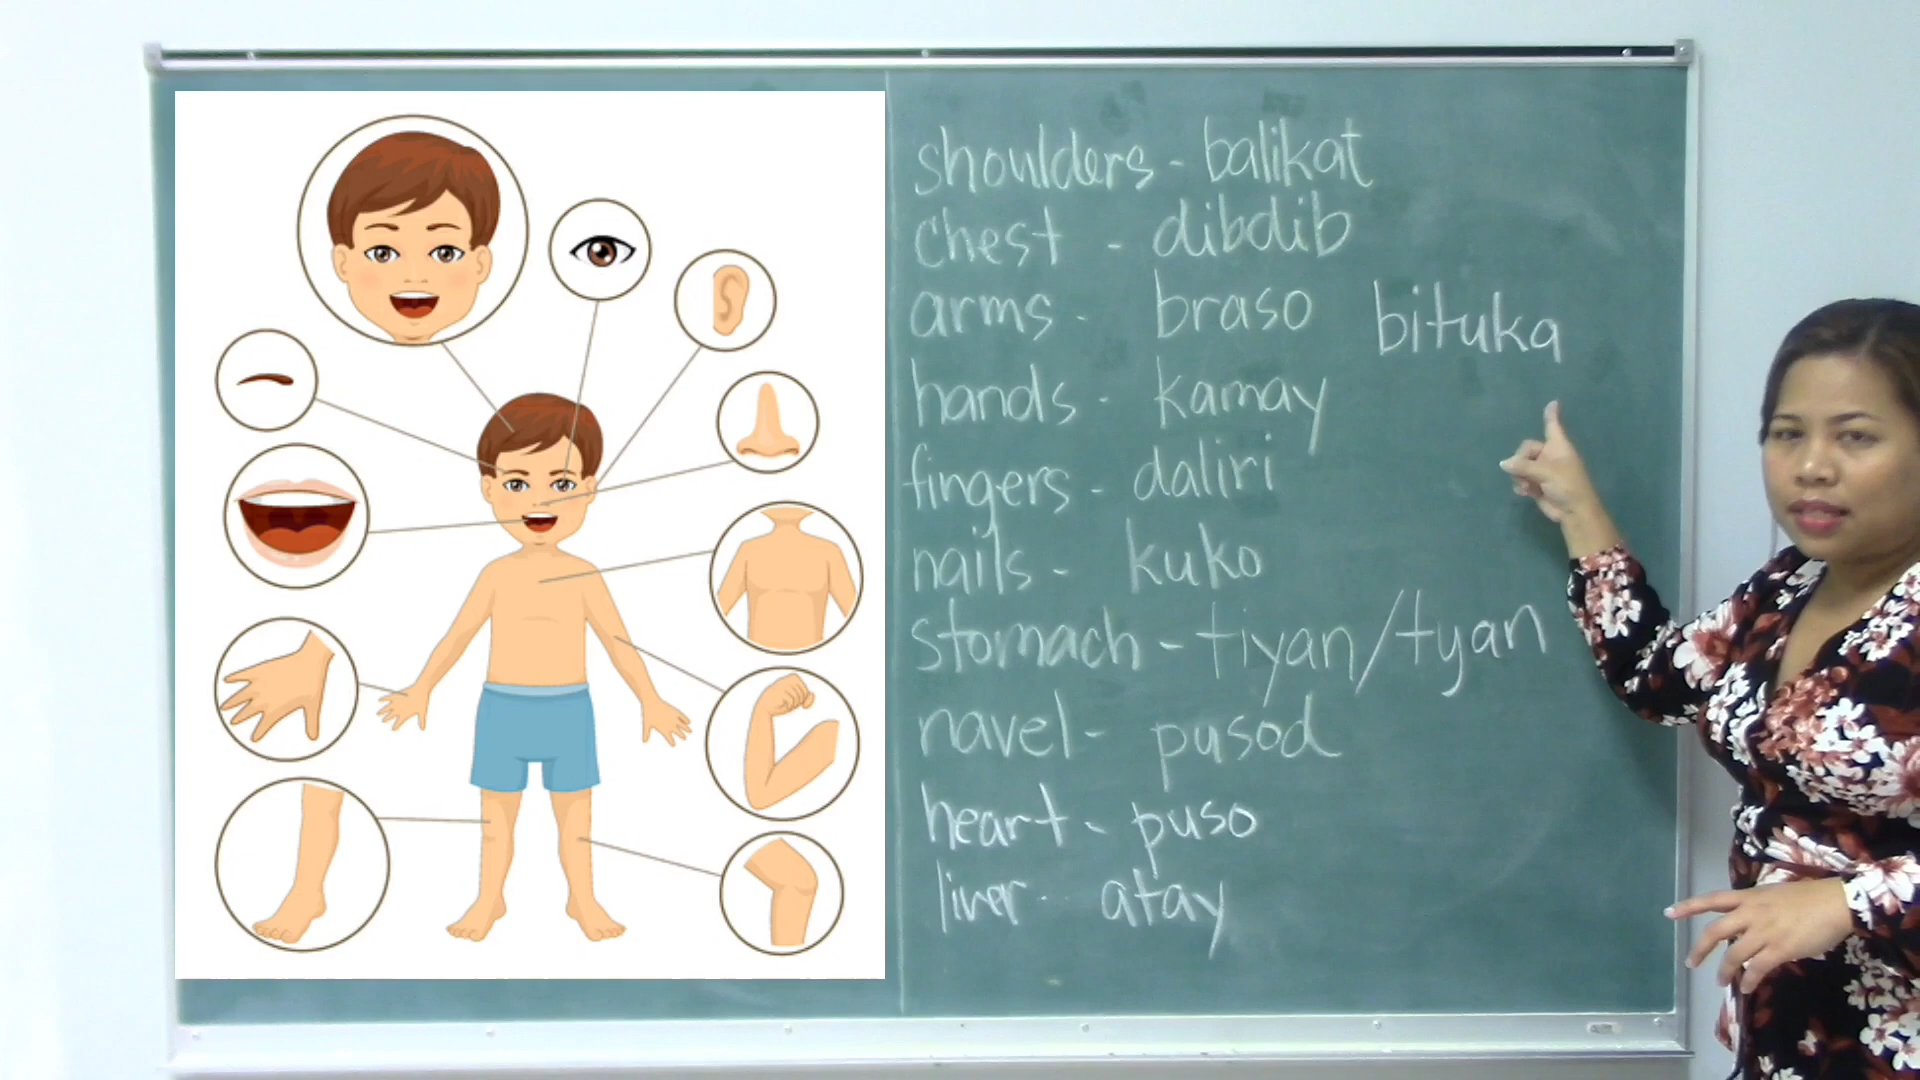 shoulders - balikat
chest - dibdib
arms - braso
bituka
hands - kamay
fingers - daliri
nails - kuko
stomach - tiyan/tyan
navel - pusod
heart - puso
liver - atay